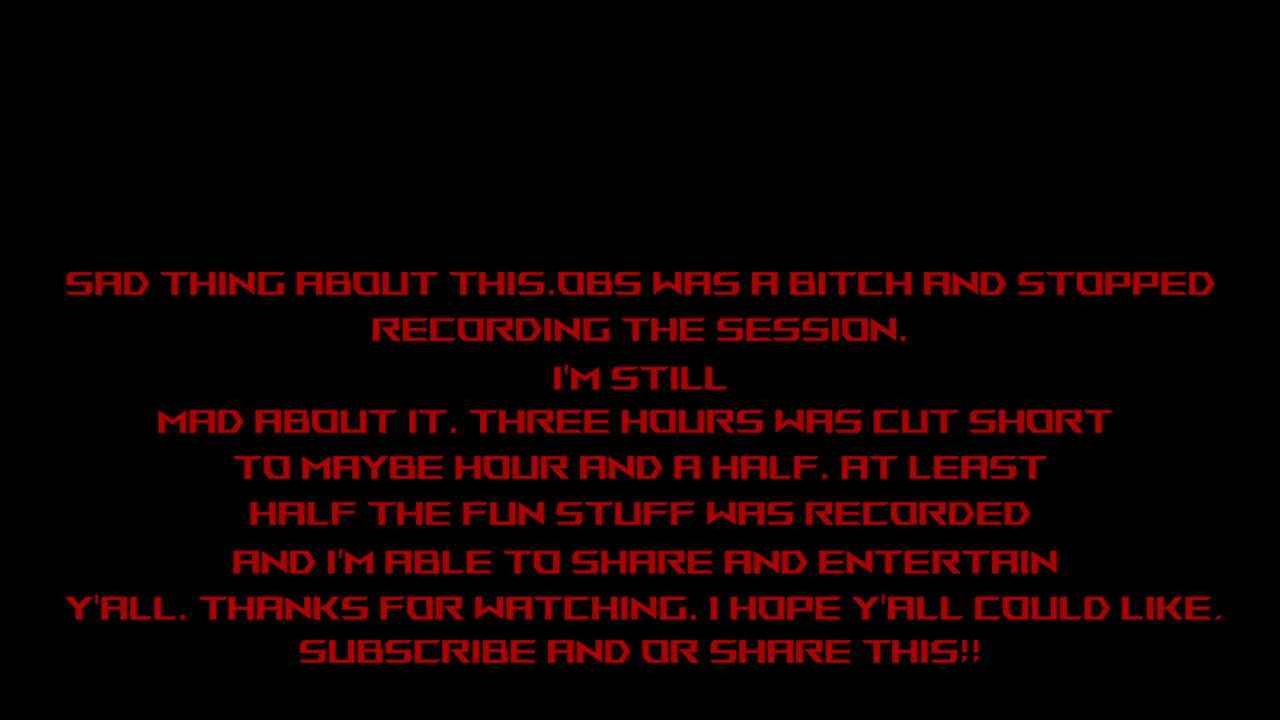 SAD THING ABOUT THIS.OBS WAS A BITCH AND STOPPED
RECORDING THE SESSION.
I'M STILL
MAD ABOUT IT. THREE HOURS WAS CUT SHORT
TO MAYBE HOUR AND A HALF. AT LEAST
HALF THE FUN STUFF WAS RECORDED
AND I'M ABLE TO SHARE AND ENTERTAIN
Y'ALL. THANKS FOR WATCHING. I HOPE Y'ALL COULD LIKE,
SUBSCRIBE AND OR SHARE THIS!!